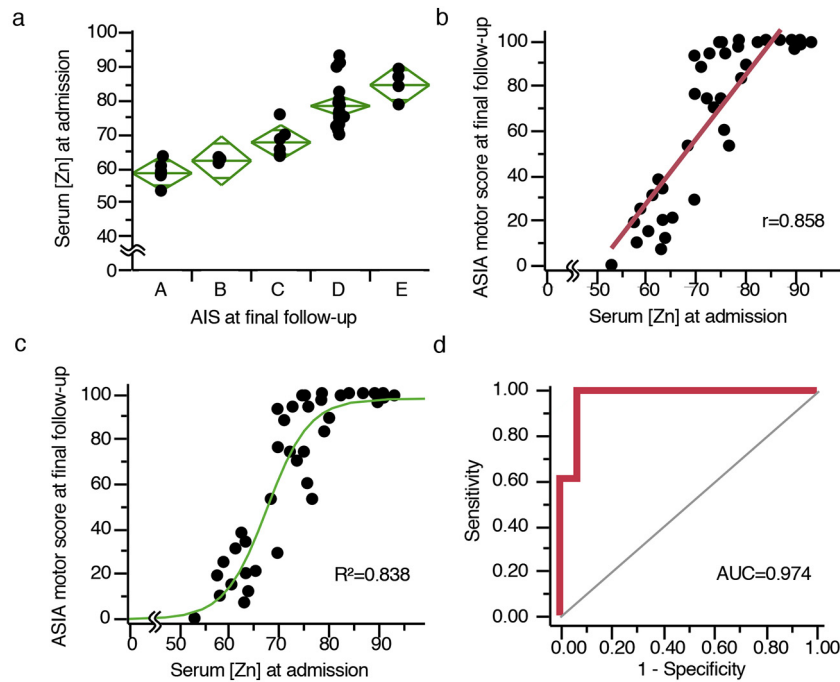 a
Serum [Zn] at admission
100
90
80
70
60
50
40
0
A B C D E
AIS at final follow-up
b
ASIA motor score at final follow-up
100
80
60
40
20
0
r=0.858
0 50 60 70 80 90
Serum [Zn] at admission
c
ASIA motor score at final follow-up
100
80
60
40
20
0
R²=0.838
0 50 60 70 80 90
Serum [Zn] at admission
d
Sensitivity
1.00
0.80
0.60
0.40
0.20
0.00
AUC=0.974
0.00 0.20 0.40 0.60 0.80 1.00
1 - Specificity